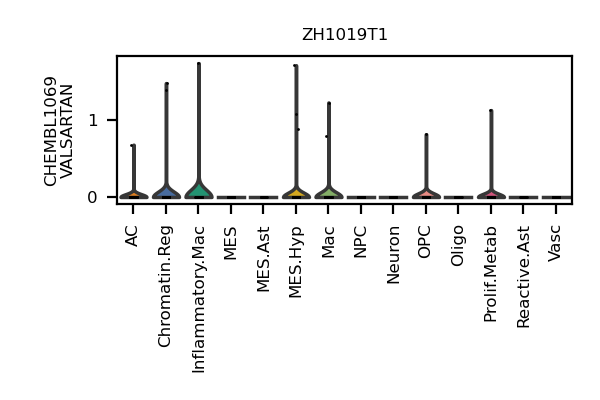 ZH1019T1
CHEMBL1069
VALSARTAN
1
0
AC
Chromatin.Reg
Inflammatory.Mac
MES
MES.Ast
MES.Hyp
Mac
NPC
Neuron
OPC
Oligo
Prolif.Metab
Reactive.Ast
Vasc